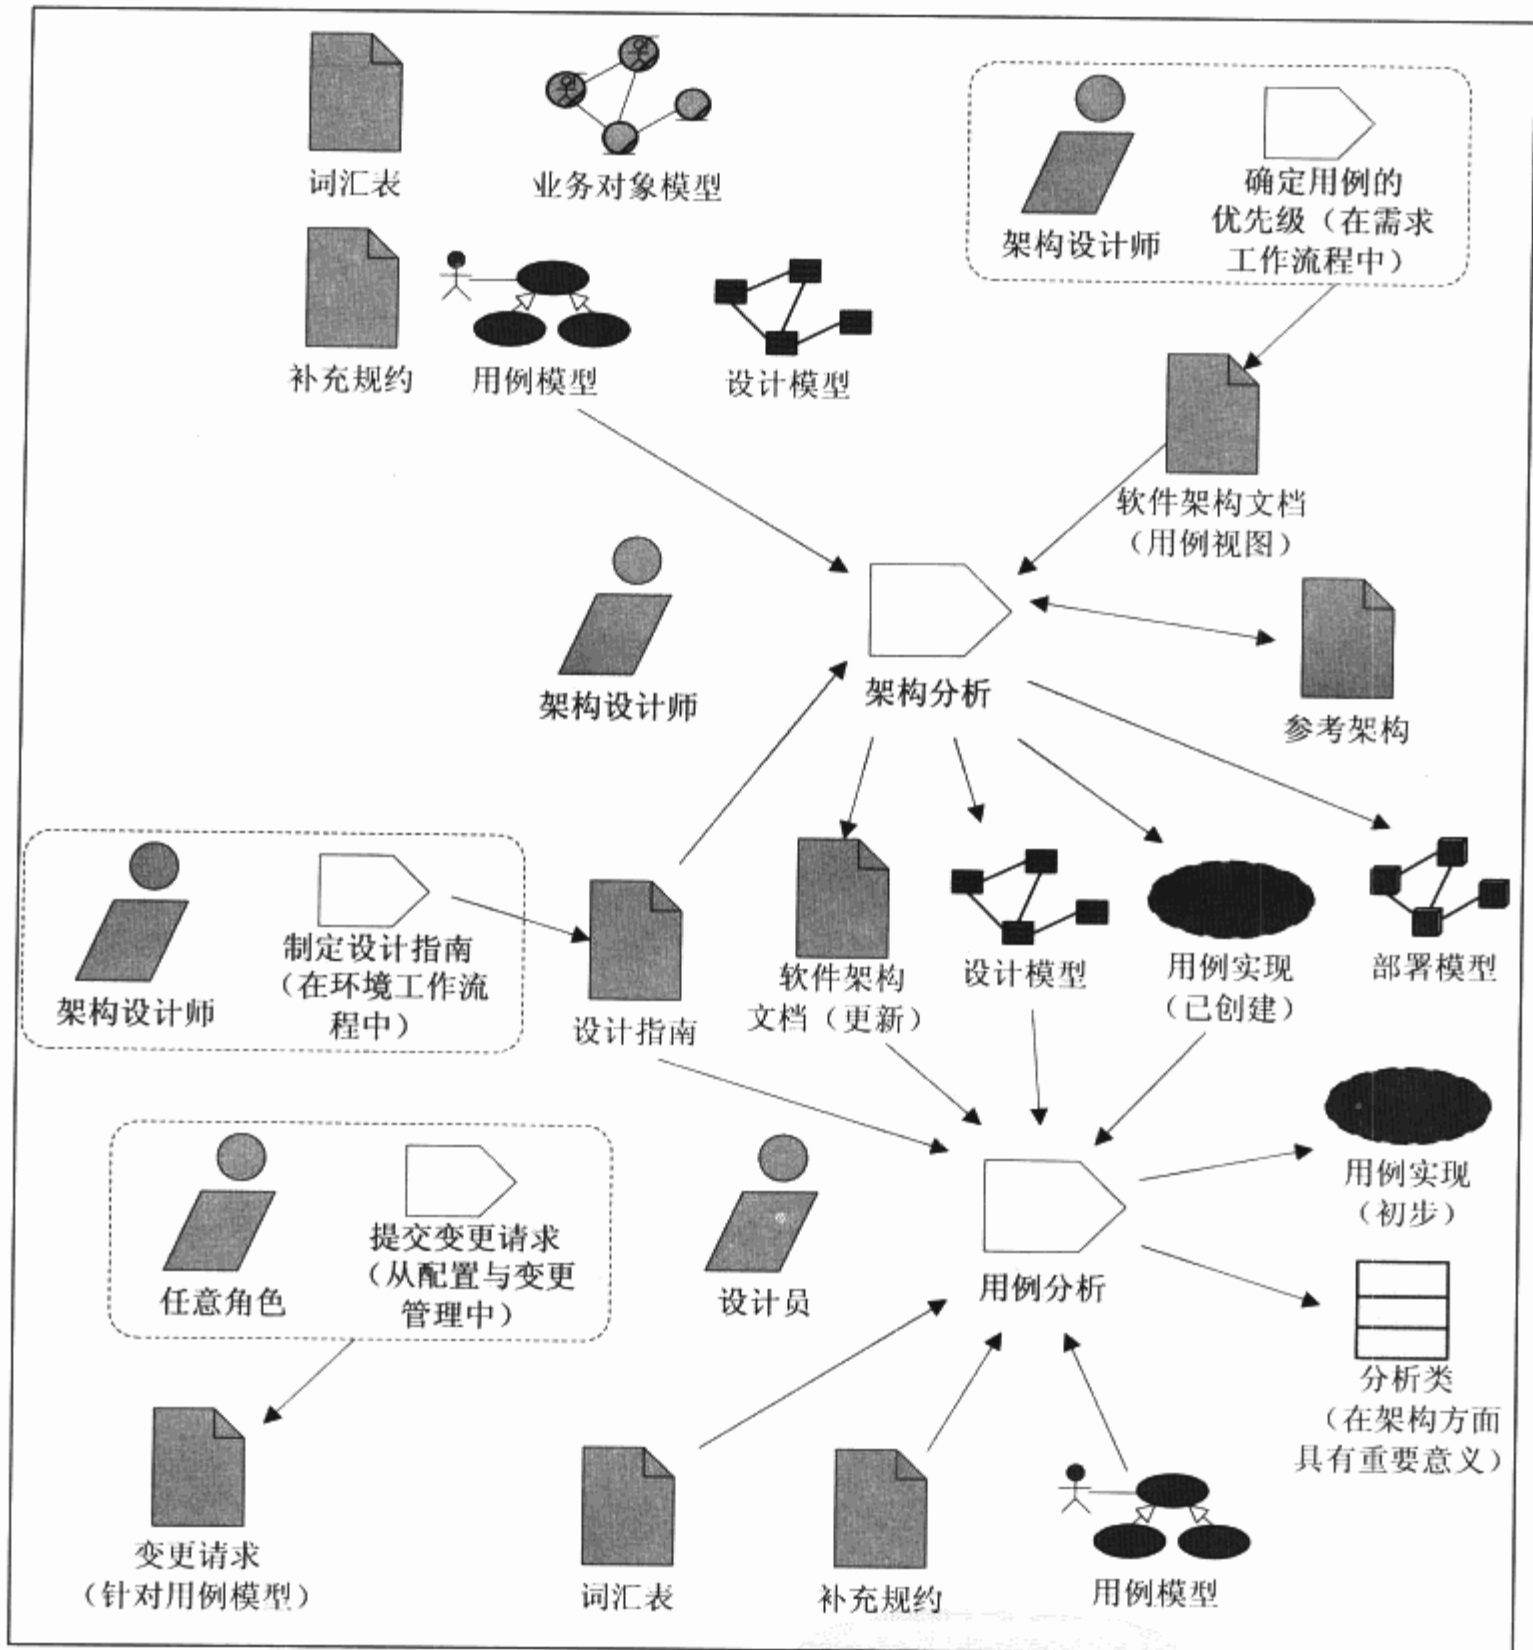 词汇表
业务对象模型
架构设计师
确定用例的
优先级（在需求
工作流程中）
补充规约
用例模型
设计模型
软件架构文档
（用例视图）
架构设计师
架构分析
参考架构
架构设计师
制定设计指南
（在环境工作流
程中）
设计指南
软件架构
文档（更新）
设计模型
用例实现
（已创建）
部署模型
任意角色
提交变更请求
（从配置与变更
管理中）
设计员
用例分析
用例实现
（初步）
分析类
（在架构方面
具有重要意义）
变更请求
（针对用例模型）
词汇表
补充规约
用例模型